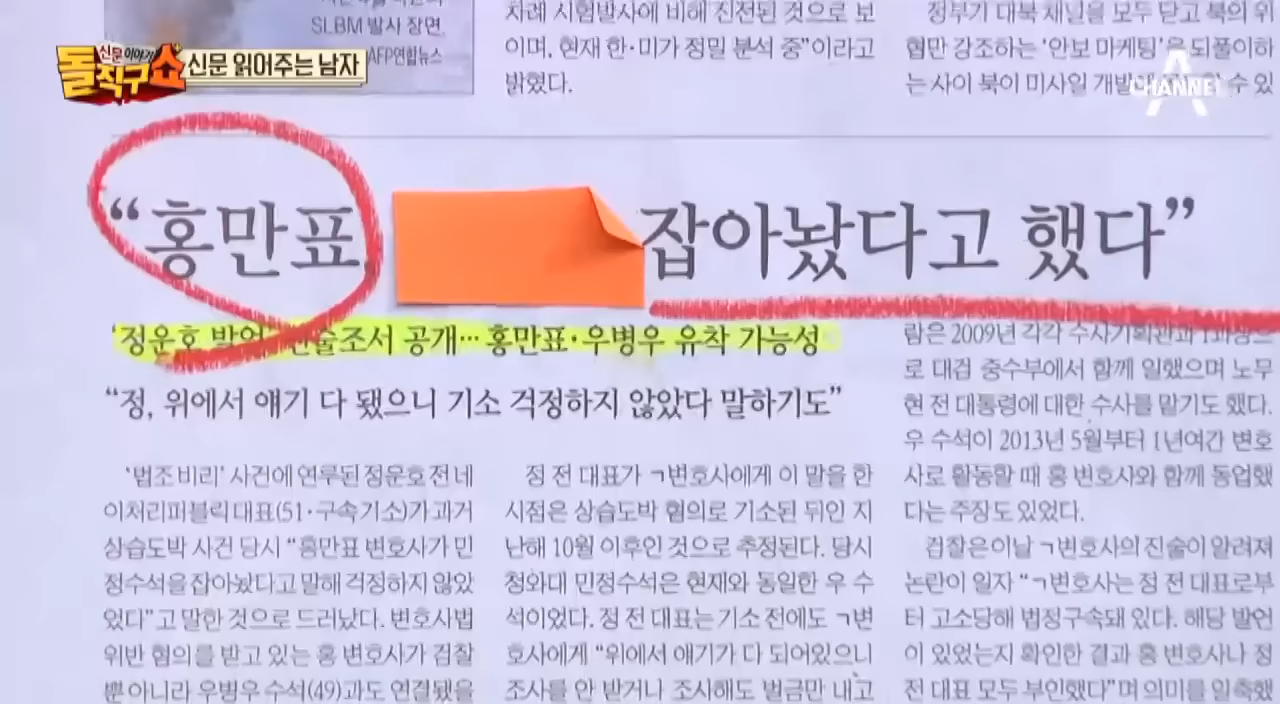 신문이야기
돌직구쇼
신문 읽어주는 남자
CHANNEL A
SLBM 발사 장면.
AFP연합뉴스
차례 시험발사에 비해 진전된 것으로 보
이며, 현재 한·미가 정밀 분석 중”이라고
밝혔다.
정부가 대북 채널을 모두 닫고 북의 위
협만 강조하는 ‘안보 마케팅’을 되풀이하
는 사이 북이 미사일 개발 수 있
“홍만표 잡아놨다고 했다”
‘정운호 발언’ 진술조서 공개…홍만표·우병우 유착 가능성
“정, 위에서 얘기 다 됐으니 기소 걱정하지 않았다 말하기도”
‘법조 비리’ 사건에 연루된 정운호 전 네
이처리퍼블릭 대표(51·구속기소)가 과거
상습도박 사건 당시 “홍만표 변호사가 민
정수석을 잡아놨다고 말해 걱정하지 않았
었다”고 말한 것으로 드러났다. 변호사법
위반 혐의를 받고 있는 홍 변호사가 검찰
뿐 아니라 우병우 수석(49)과도 연결됐을
정 전 대표가 ㄱ변호사에게 이 말을 한
시점은 상습도박 혐의로 기소된 뒤인 지
난해 10월 이후인 것으로 추정된다. 당시
청와대 민정수석은 현재와 동일한 우 수
석이었다. 정 전 대표는 기소 전에도 ㄱ변
호사에게 “위에서 얘기가 다 되어있으니
조사를 안 받거나 조사해도 벌금만 내고
람은 2009년 각각 수사기획관과 1과장으
로 대검 중수부에서 함께 일했으며 노무
현 전 대통령에 대한 수사를 맡기도 했다.
우 수석이 2013년 5월부터 1년여간 변호
사로 활동할 때 홍 변호사와 함께 동업했
다는 주장도 있었다.
검찰은 이날 ㄱ변호사의 진술이 알려져
논란이 일자 “ㄱ변호사는 정 전 대표로부
터 고소당해 법정구속돼 있다. 해당 발언
이 있었는지 확인한 결과 홍 변호사나 정
전 대표 모두 부인했다”며 의미를 일축했